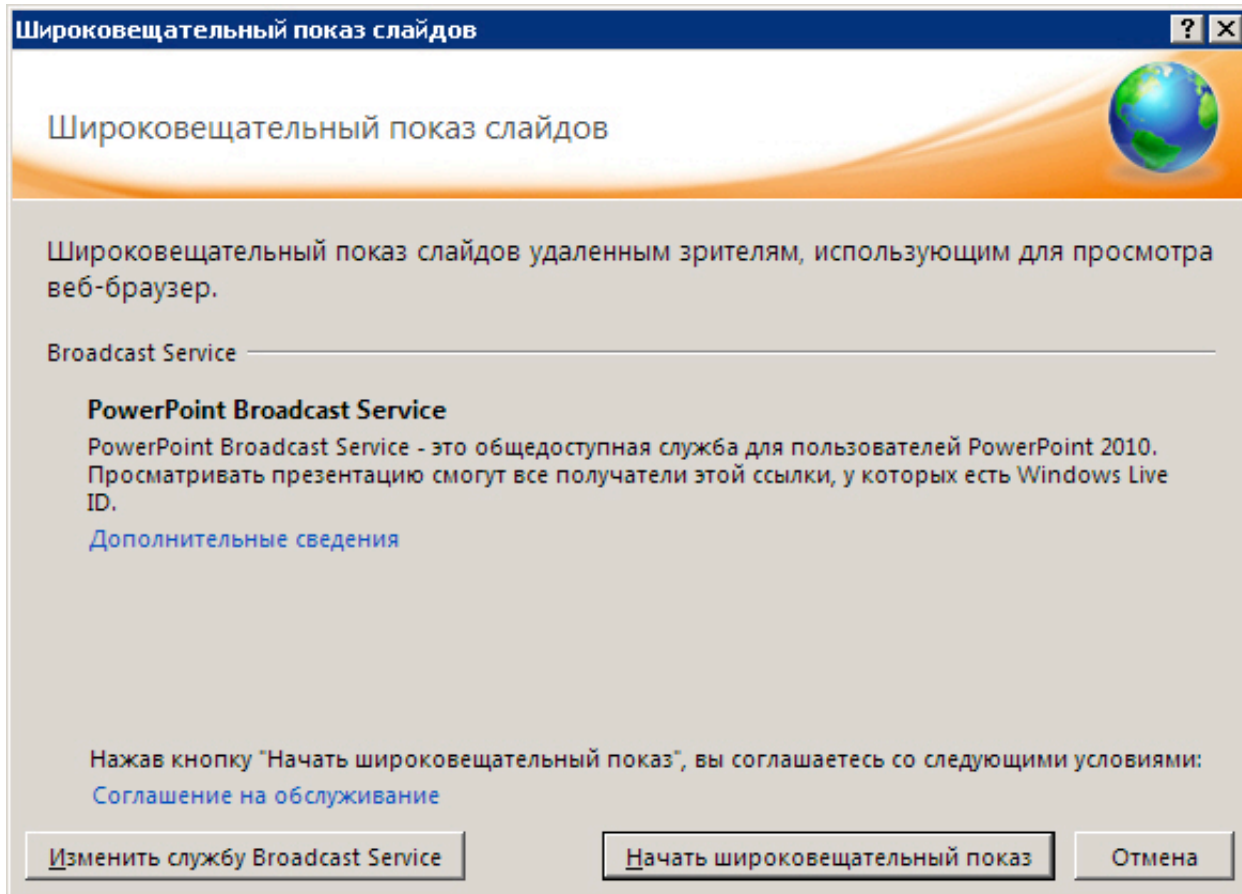 Широковещательный показ слайдов
Широковещательный показ слайдов
Широковещательный показ слайдов удаленным зрителям, использующим для просмотра
веб-браузер.
Broadcast Service
PowerPoint Broadcast Service
PowerPoint Broadcast Service - это общедоступная служба для пользователей PowerPoint 2010.
Просматривать презентацию смогут все получатели этой ссылки, у которых есть Windows Live
ID.
Дополнительные сведения
Нажав кнопку "Начать широковещательный показ", вы соглашаетесь со следующими условиями:
Соглашение на обслуживание
Изменить службу Broadcast Service Начать широковещательный показ Отмена